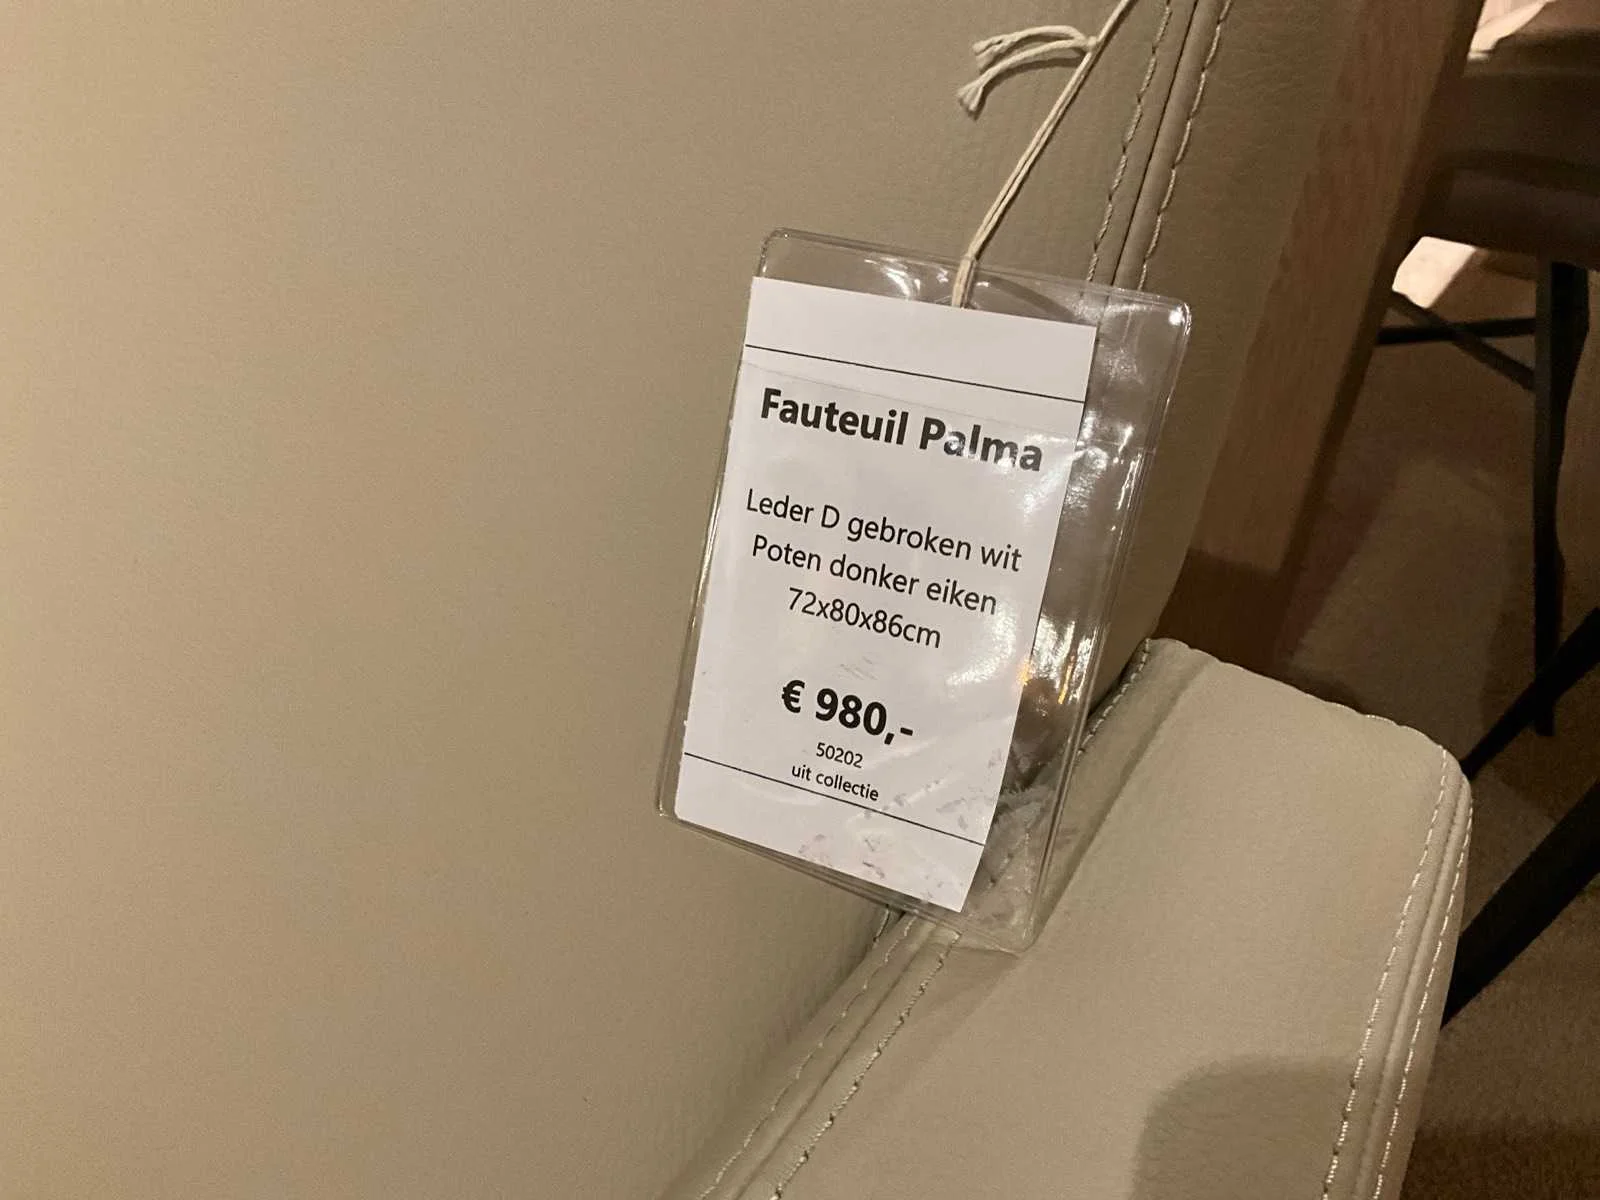 Fauteuil Palma
Leder D gebroken wit
Poten donker eiken
72x80x86cm
€ 980,-
50202
uit collectie